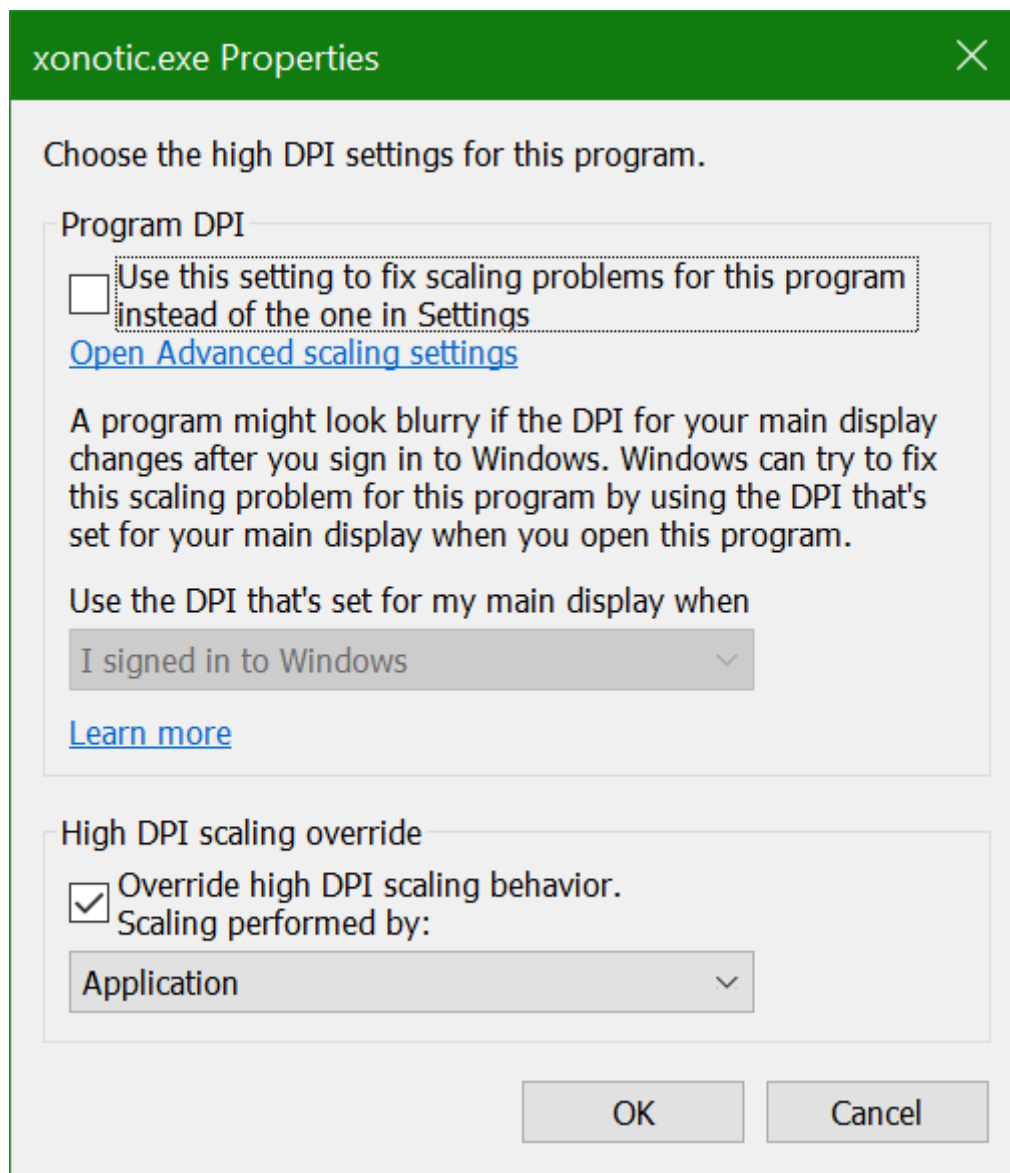 xonotic.exe Properties
Choose the high DPI settings for this program.
Program DPI
Use this setting to fix scaling problems for this program
instead of the one in Settings
Open Advanced scaling settings
A program might look blurry if the DPI for your main display
changes after you sign in to Windows. Windows can try to fix
this scaling problem for this program by using the DPI that's
set for your main display when you open this program.
Use the DPI that's set for my main display when
I signed in to Windows
Learn more
High DPI scaling override
Override high DPI scaling behavior.
Scaling performed by:
Application
OK
Cancel